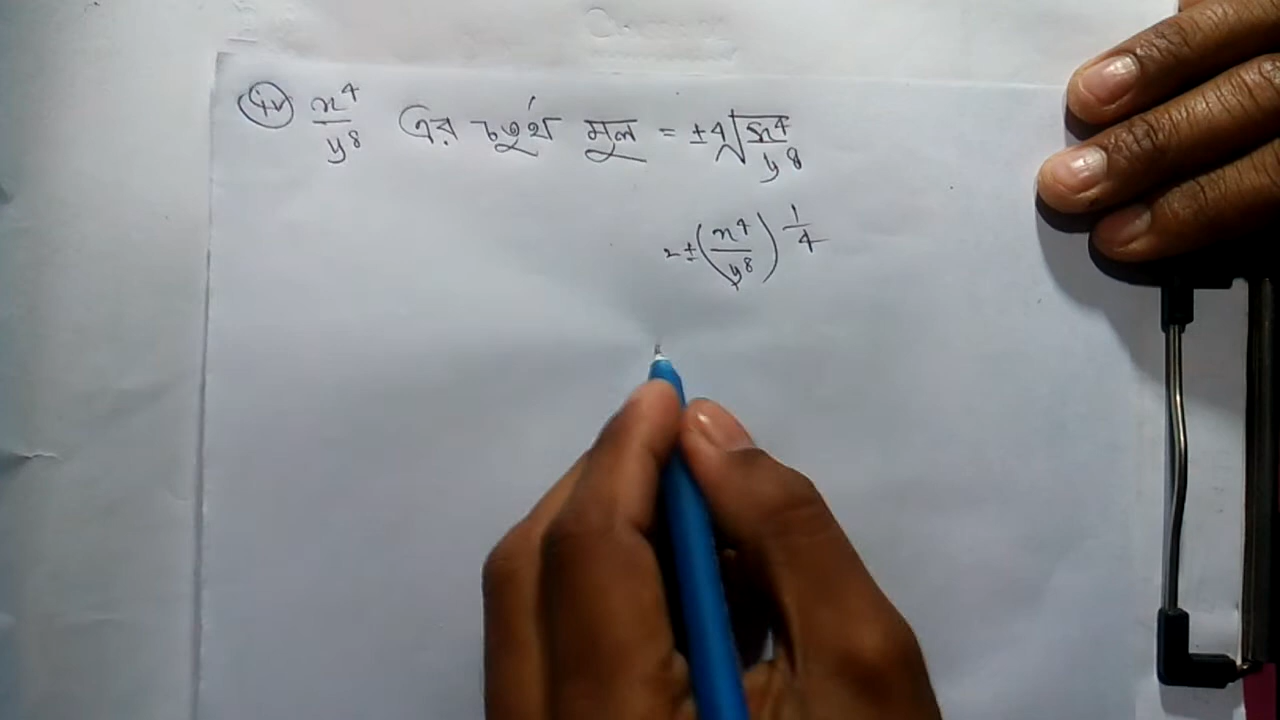 (iv) x⁴/y⁸ এর চতুর্থ মূল = ±⁴√(x⁴/y⁸)
= ±(x⁴/y⁸)^(1/4)